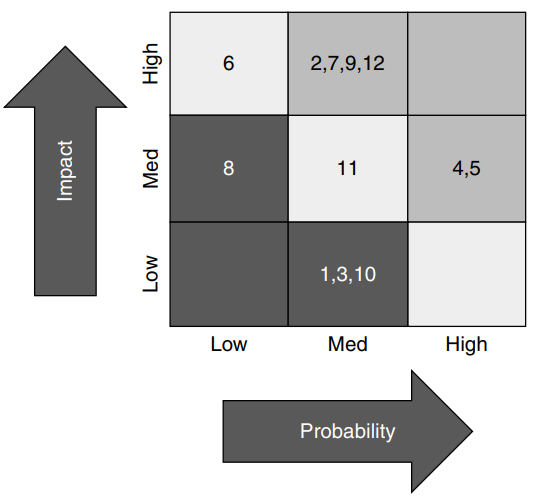 High
6
2,7,9,12
Impact
Med
8
11
4,5
Low
1,3,10
Low
Med
High
Probability